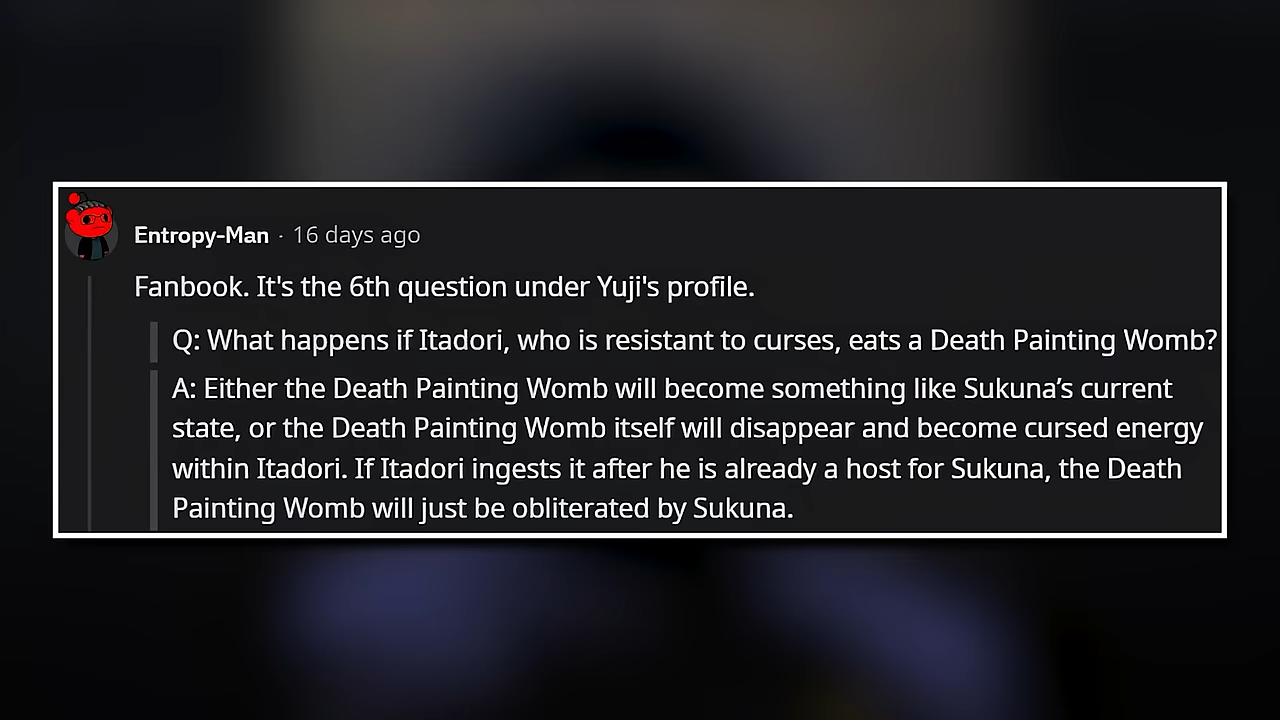 Entropy-Man · 16 days ago
Fanbook. It's the 6th question under Yuji's profile.
Q: What happens if Itadori, who is resistant to curses, eats a Death Painting Womb?
A: Either the Death Painting Womb will become something like Sukuna’s current
state, or the Death Painting Womb itself will disappear and become cursed energy
within Itadori. If Itadori ingests it after he is already a host for Sukuna, the Death
Painting Womb will just be obliterated by Sukuna.